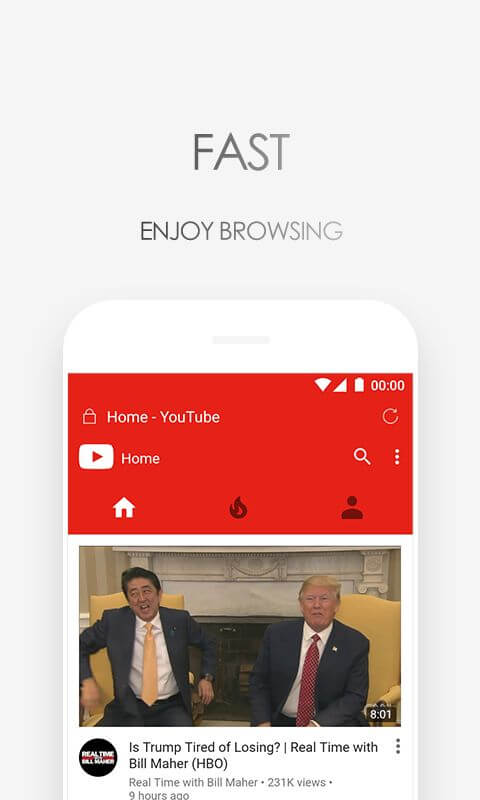 FAST
ENJOY BROWSING
00:00
Home - YouTube
Home
8:01
REAL TIME
BILL MAHER
Is Trump Tired of Losing? | Real Time with
Bill Maher (HBO)
Real Time with Bill Maher • 231K views •
9 hours ago